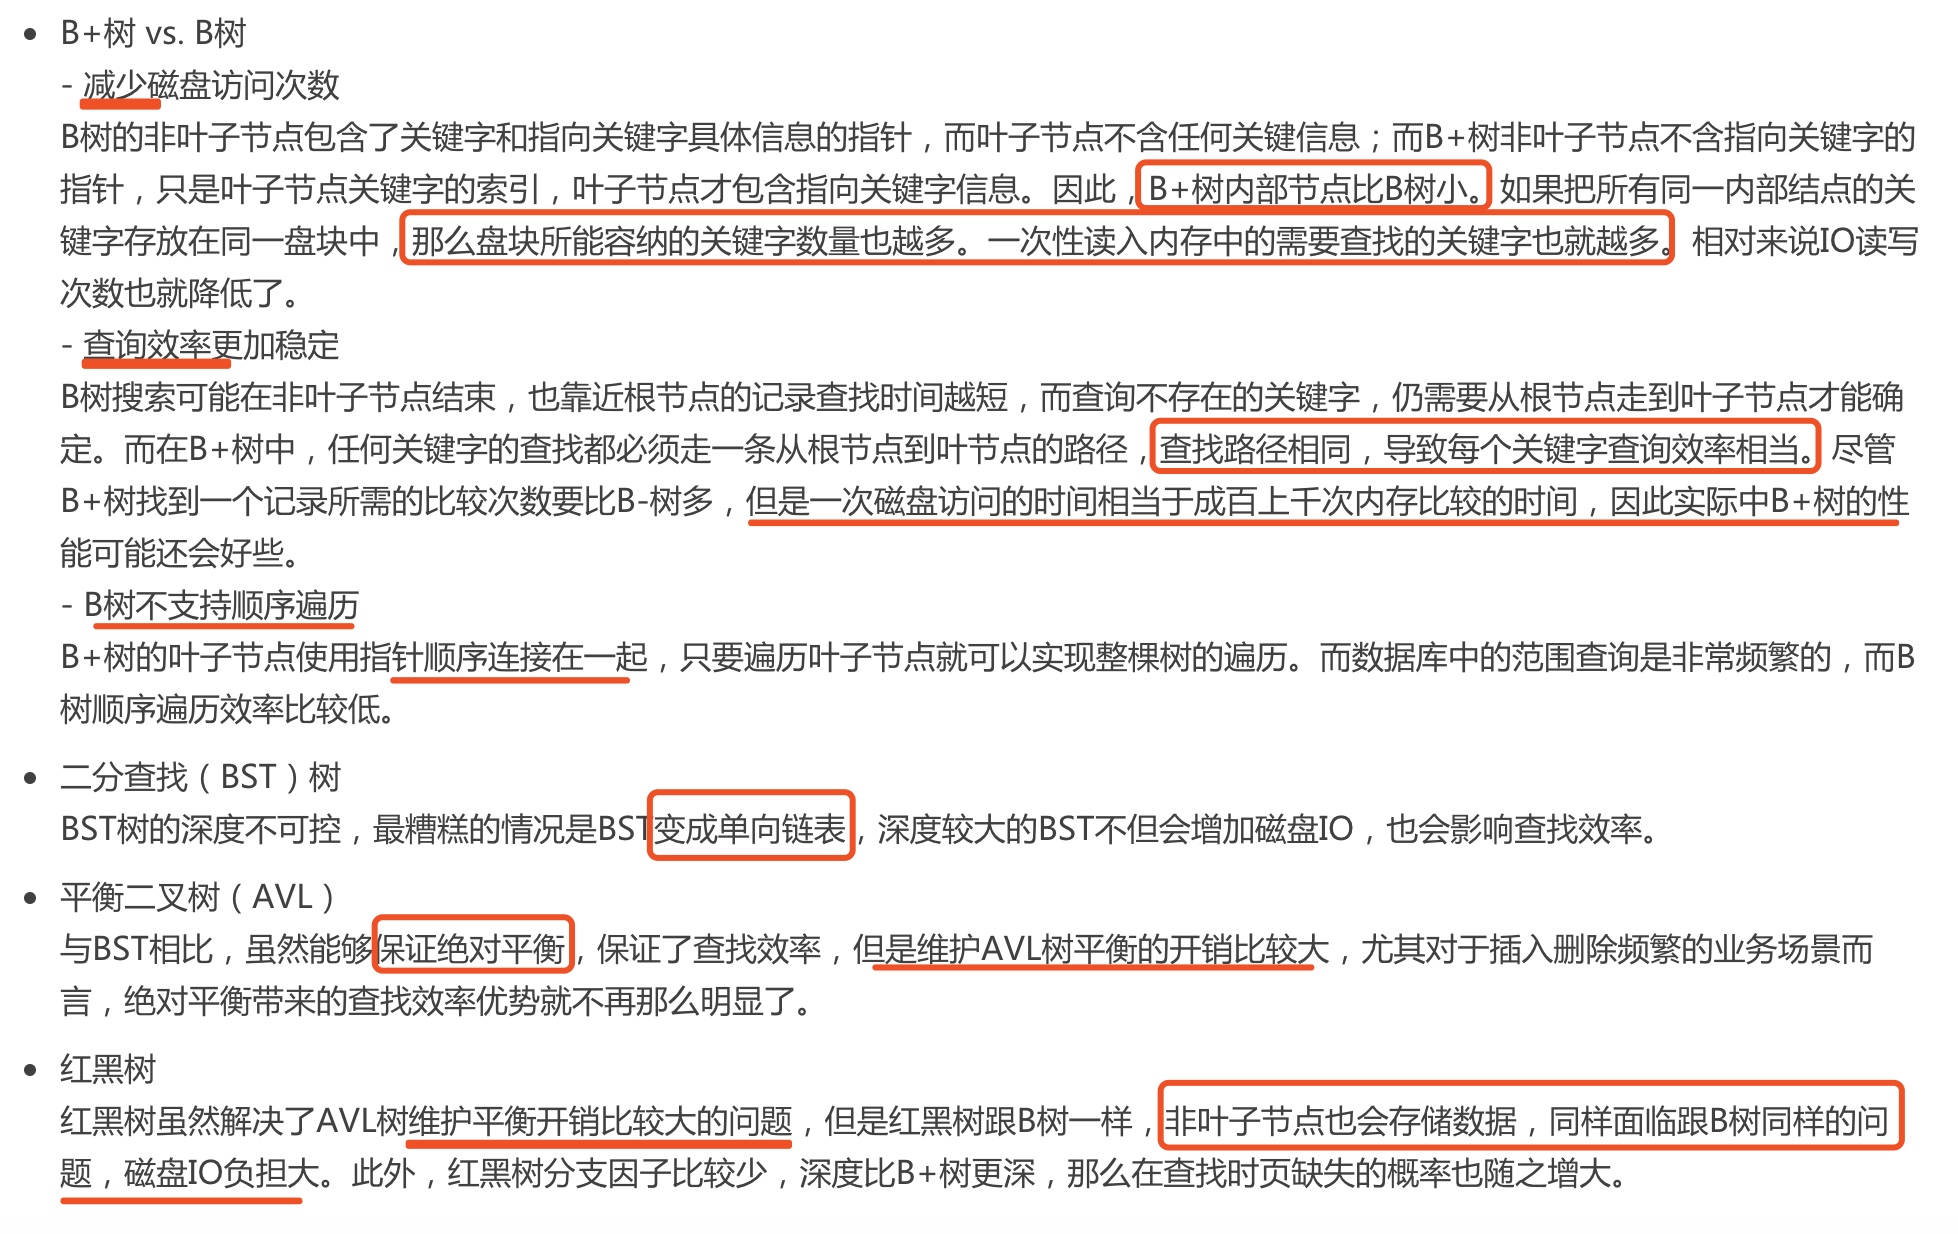 • B+树 vs. B树
- 减少磁盘访问次数
B树的非叶子节点包含了关键字和指向关键字具体信息的指针，而叶子节点不含任何关键信息；而B+树非叶子节点不含指向关键字的
指针，只是叶子节点关键字的索引，叶子节点才包含指向关键字信息。因此，B+树内部节点比B树小。如果把所有同一内部结点的关
键字存放在同一盘块中，那么盘块所能容纳的关键字数量也越多。一次性读入内存中的需要查找的关键字也就越多。相对来说IO读写
次数也就降低了。
- 查询效率更加稳定
B树搜索可能在非叶子节点结束，也靠近根节点的记录查找时间越短，而查询不存在的关键字，仍需要从根节点走到叶子节点才能确
定。而在B+树中，任何关键字的查找都必须走一条从根节点到叶节点的路径，查找路径相同，导致每个关键字查询效率相当。尽管
B+树找到一个记录所需的比较次数要比B-树多，但是一次磁盘访问的时间相当于成百上千次内存比较的时间，因此实际中B+树的性
能可能还会好些。
- B树不支持顺序遍历
B+树的叶子节点使用指针顺序连接在一起，只要遍历叶子节点就可以实现整棵树的遍历。而数据库中的范围查询是非常频繁的，而B
树顺序遍历效率比较低。
• 二分查找（BST）树
BST树的深度不可控，最糟糕的情况是BST变成单向链表，深度较大的BST不但会增加磁盘IO，也会影响查找效率。
• 平衡二叉树（AVL）
与BST相比，虽然能够保证绝对平衡，保证了查找效率，但是维护AVL树平衡的开销比较大，尤其对于插入删除频繁的业务场景而
言，绝对平衡带来的查找效率优势就不再那么明显了。
• 红黑树
红黑树虽然解决了AVL树维护平衡开销比较大的问题，但是红黑树跟B树一样，非叶子节点也会存储数据，同样面临跟B树同样的问
题，磁盘IO负担大。此外，红黑树分支因子比较少，深度比B+树更深，那么在查找时页缺失的概率也随之增大。